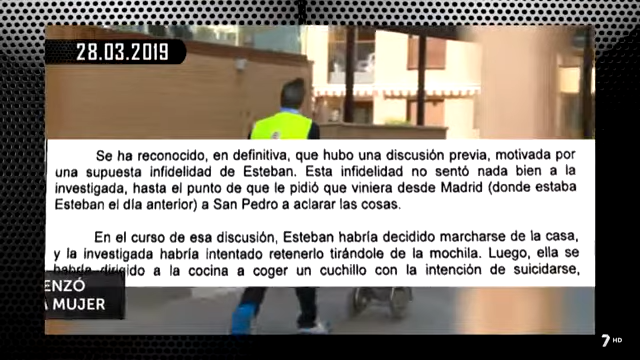 28.03.2019
Se ha reconocido, en definitiva, que hubo una discusión previa, motivada por
una supuesta infidelidad de Esteban. Esta infidelidad no sentó nada bien a la
investigada, hasta el punto de que le pidió que viniera desde Madrid (donde estaba
Esteban el día anterior) a San Pedro a aclarar las cosas.
En el curso de esa discusión, Esteban habría decidido marcharse de la casa,
y la investigada habría intentado retenerlo tirándole de la mochila. Luego, ella se
habría dirigido a la cocina a coger un cuchillo con la intención de suicidarse,
ENZÓ
A MUJER
7 HD